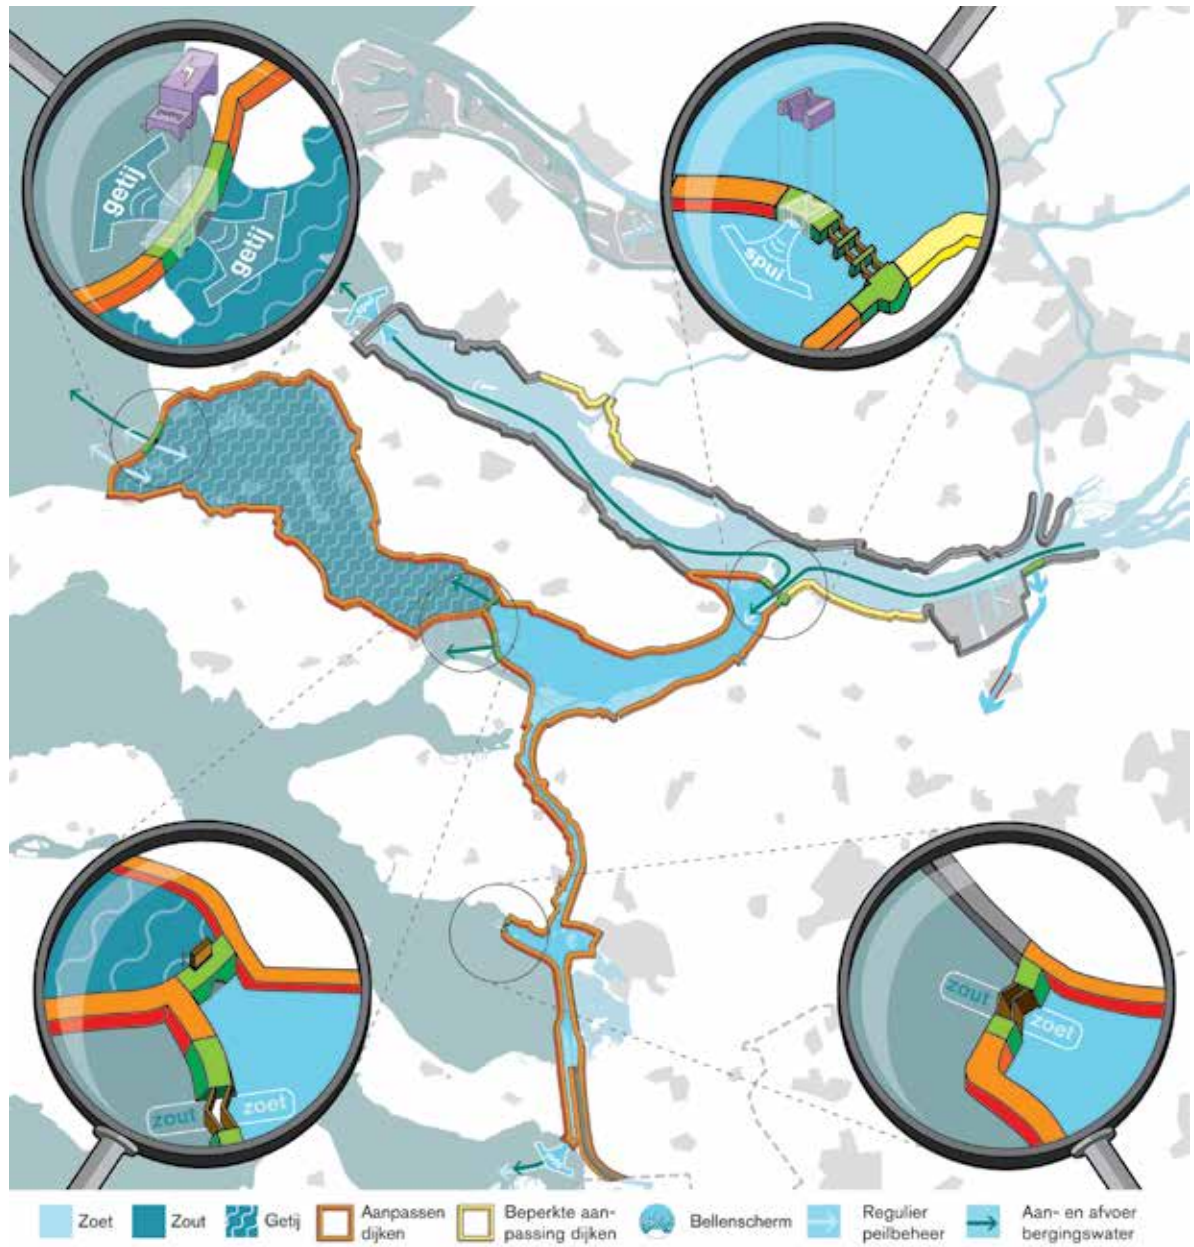 getij
getij
spui
zout
zoet
zout
zoet
Zoet
Zout
Getij
Aanpassen
dijken
Beperkte aan-
passing dijken
Bellenscherm
Regulier
peilbeheer
Aan- en afvoer
bergingswater